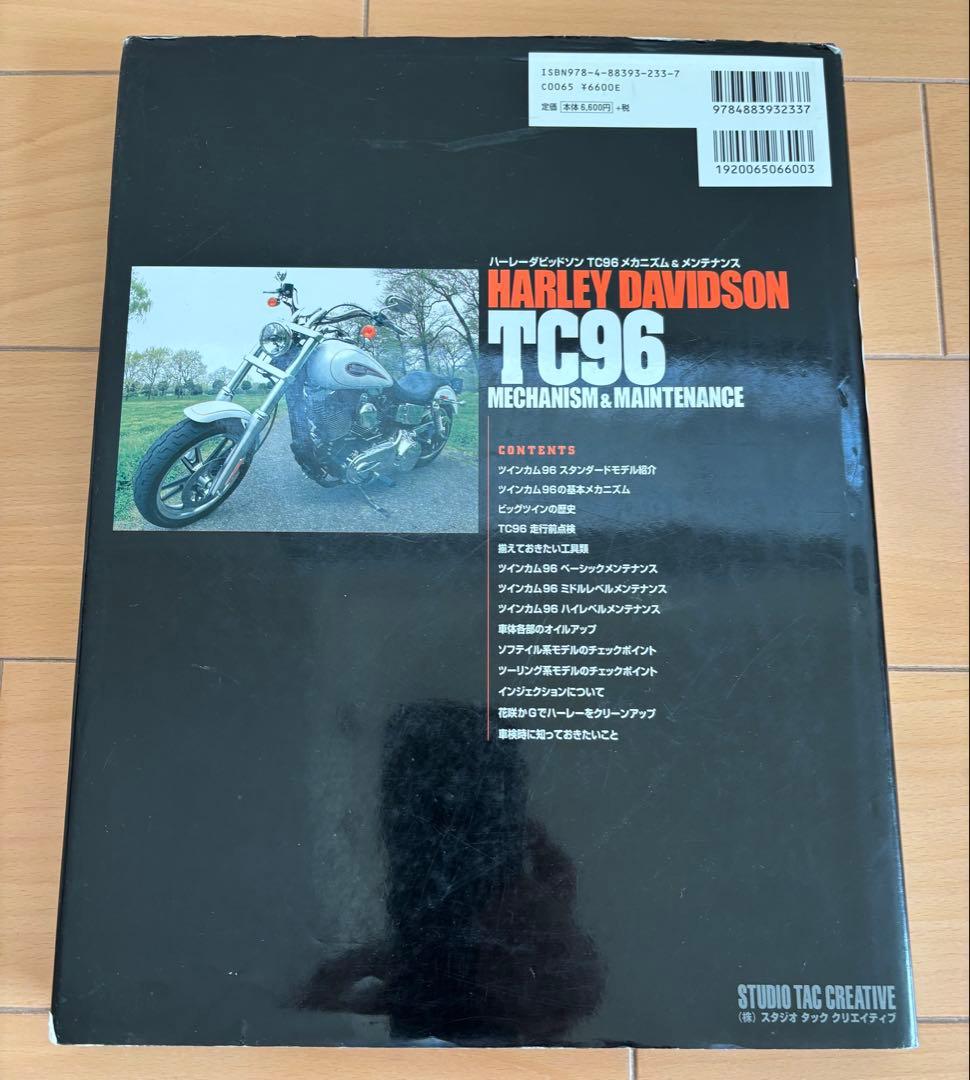 ISBN978-4-88393-233-7
C0065 ¥6600E
定価 本体6,600円 +税
9784883932337
1920065066003
ハーレーダビッドソン TC96 メカニズム & メンテナンス
HARLEY DAVIDSON
TC96
MECHANISM & MAINTENANCE
CONTENTS
ツインカム96 スタンダードモデル紹介
ツインカム96の基本メカニズム
ビッグツインの歴史
TC96 走行前点検
揃えておきたい工具類
ツインカム96 ベーシックメンテナンス
ツインカム96 ミドルレベルメンテナンス
ツインカム96 ハイレベルメンテナンス
車体各部のオイルアップ
ソフテイル系モデルのチェックポイント
ツーリング系モデルのチェックポイント
インジェクションについて
花咲かGでハーレーをクリーンアップ
車検時に知っておきたいこと
STUDIO TAC CREATIVE
(株) スタジオ タック クリエイティブ